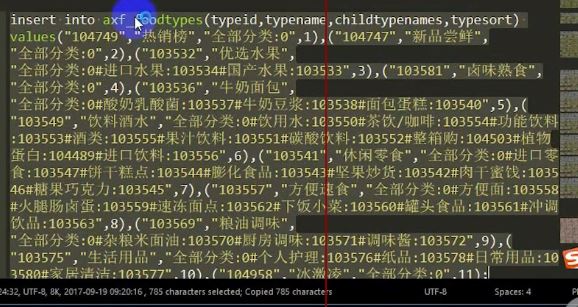 insert into axf_foodtypes(typeid,typename,childtypenames,typesort)
values("104749","热销榜","全部分类:0",1),("104747","新品尝鲜",
"全部分类:0",2),("103532","优选水果",
"全部分类:0#进口水果:103534#国产水果:103533",3),("103581","卤味熟食",
"全部分类:0",4),("103536","牛奶面包",
"全部分类:0#酸奶乳酸菌:103537#牛奶豆浆:103538#面包蛋糕:103540",5),(
"103549","饮料酒水","全部分类:0#饮用水:103550#茶饮/咖啡:103554#功能饮料
:103553#酒类:103555#果汁饮料:103551#碳酸饮料:103552#整箱购:104503#植物
蛋白:104489#进口饮料:103556",6),("103541","休闲零食","全部分类:0#进口零
食:103547#饼干糕点:103544#膨化食品:103543#坚果炒货:103542#肉干蜜饯:1035
46#糖果巧克力:103545",7),("103557","方便速食","全部分类:0#方便面:103558
#火腿肠卤蛋:103559#速冻面点:103562#下饭小菜:103560#罐头食品:103561#冲调
饮品:103563",8),("103569","粮油调味",
"全部分类:0#杂粮米面油:103570#厨房调味:103571#调味酱:103572",9),(
"103575","生活用品","全部分类:0#个人护理:103576#纸品:103578#日常用品:10
3580#家居清洁:103577",10),("104958","冰激凌","全部分类:0",11);
24:32, UTF-8, 8K, 2017-09-19 09:20:16 , 785 characters selected; Copied 785 characters UTF-8 Spaces: 4